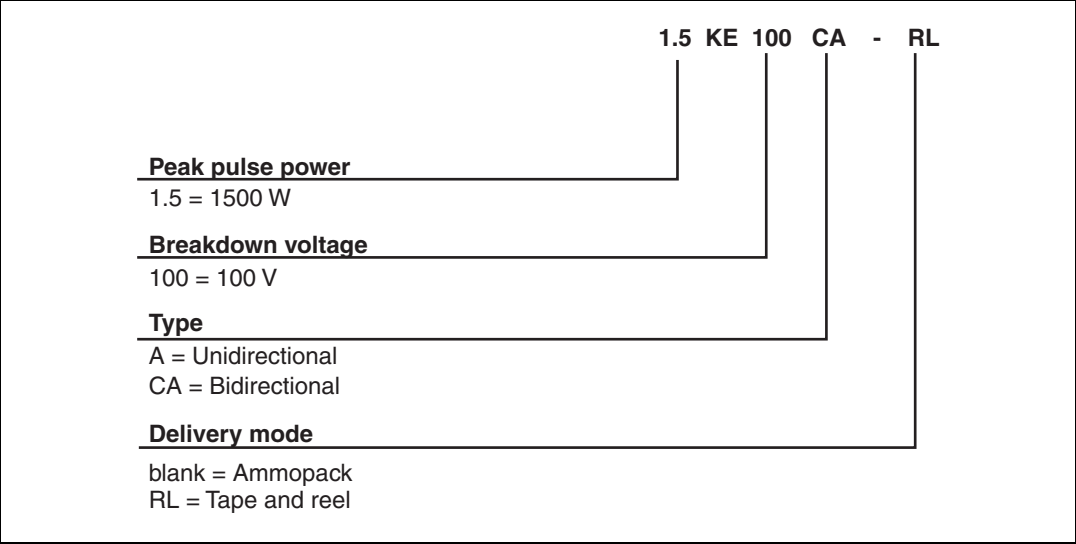 1.5 KE 100 CA - RL
Peak pulse power
1.5 = 1500 W
Breakdown voltage
100 = 100 V
Type
A = Unidirectional
CA = Bidirectional
Delivery mode
blank = Ammopack
RL = Tape and reel